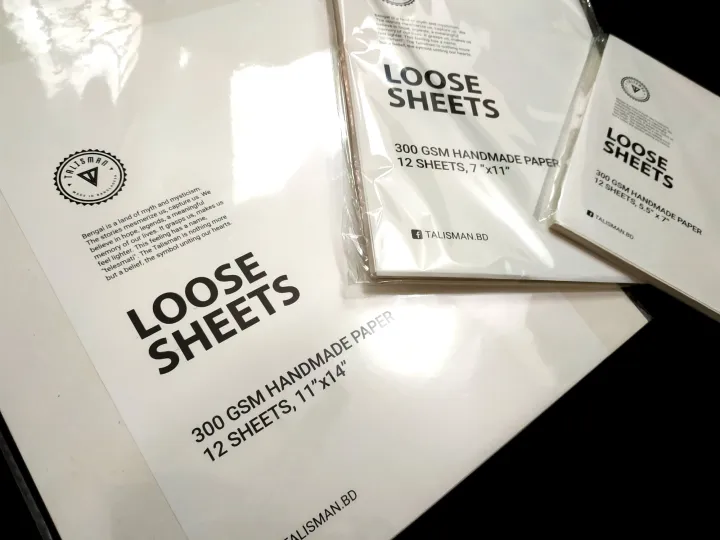 TALISMAN
MADE IN BANGLADESH
Bengal is a land of myth and mysticism.
The stories mesmerize us, capture us. We
believe in hope, legends, a meaningful
memory of our lives. It grasps us, makes us
feel lighter. This feeling has a name,
"telesmati". The Talisman is nothing more
but a belief, the symbol uniting our hearts.
LOOSE
SHEETS
300 GSM HANDMADE PAPER
12 SHEETS, 11"x14"
TALISMAN.BD
LOOSE
SHEETS
300 GSM HANDMADE PAPER
12 SHEETS, 7 "x11"
TALISMAN.BD
LOOSE
SHEETS
300 GSM HANDMADE PAPER
12 SHEETS, 5.5" x 7"
TALISMAN.BD